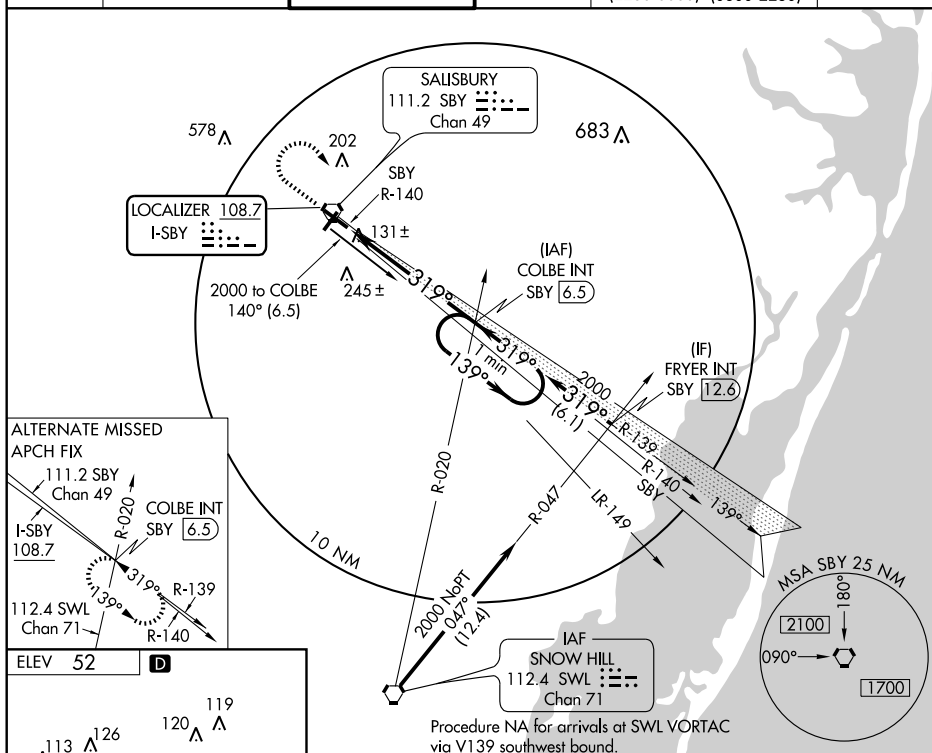 SALISBURY
111.2 SBY
Chan 49
578
202
683
SBY
R-140
LOCALIZER 108.7
I-SBY
131±
(IAF)
COLBE INT
SBY 6.5
2000 to COLBE
140° (6.5)
245±
319°
319°
1 min
139°
(IF)
FRYER INT
SBY 12.6
2000
319°
(6.1)
R-139
R-140
SBY
139°
R-020
R-047
LR-149
10 NM
2000 NoPT
047°
(12.4)
ALTERNATE MISSED
APCH FIX
111.2 SBY
Chan 49
R-020
COLBE INT
SBY 6.5
I-SBY
108.7
319°
139°
R-139
R-140
112.4 SWL
Chan 71
IAF
SNOW HILL
112.4 SWL
Chan 71
Procedure NA for arrivals at SWL VORTAC
via V139 southwest bound.
MSA SBY 25 NM
180°
2100
090°
1700
ELEV 52 D
119
120
126
113